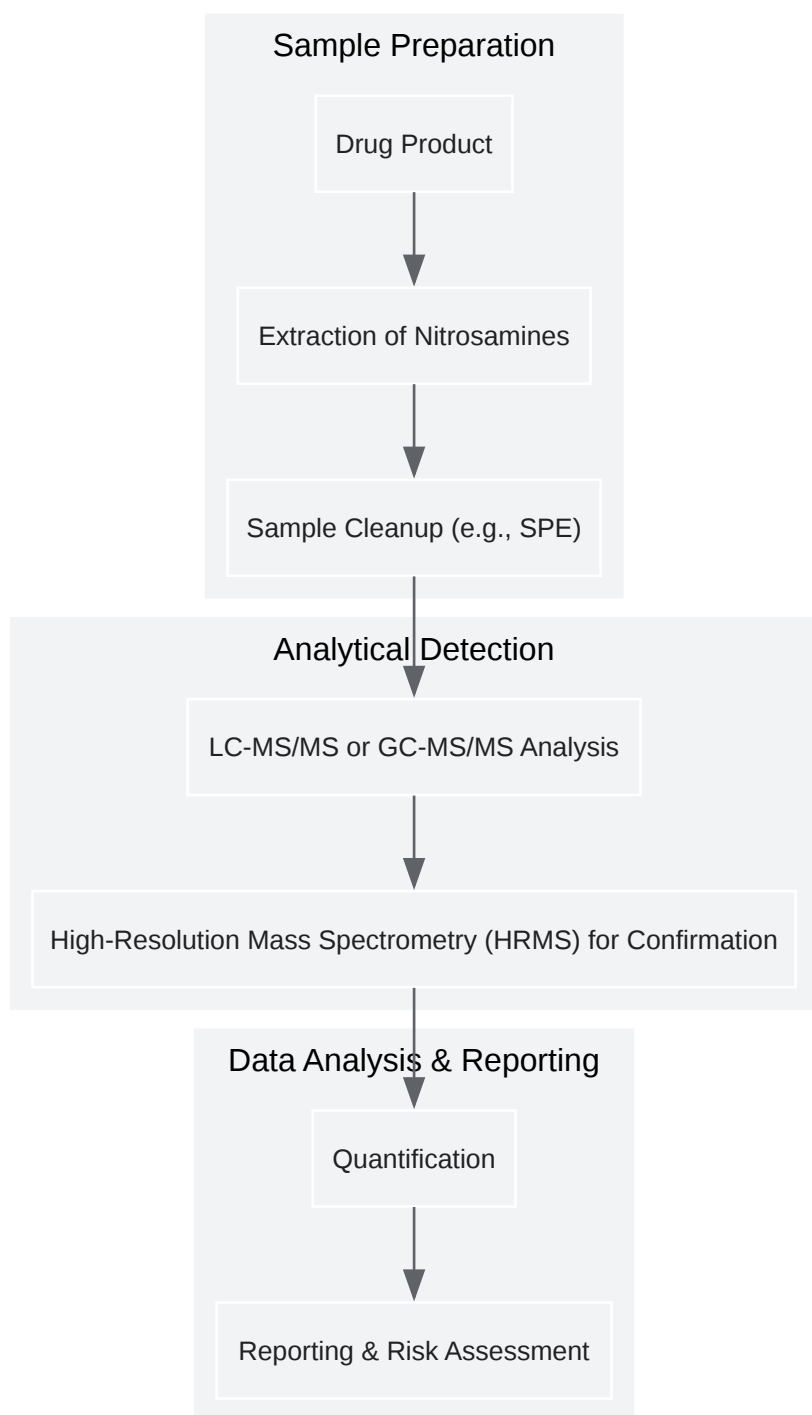 Sample Preparation
Drug Product
Extraction of Nitrosamines
Sample Cleanup (e.g., SPE)
Analytical Detection
LC-MS/MS or GC-MS/MS Analysis
High-Resolution Mass Spectrometry (HRMS) for Confirmation
Data Analysis & Reporting
Quantification
Reporting & Risk Assessment